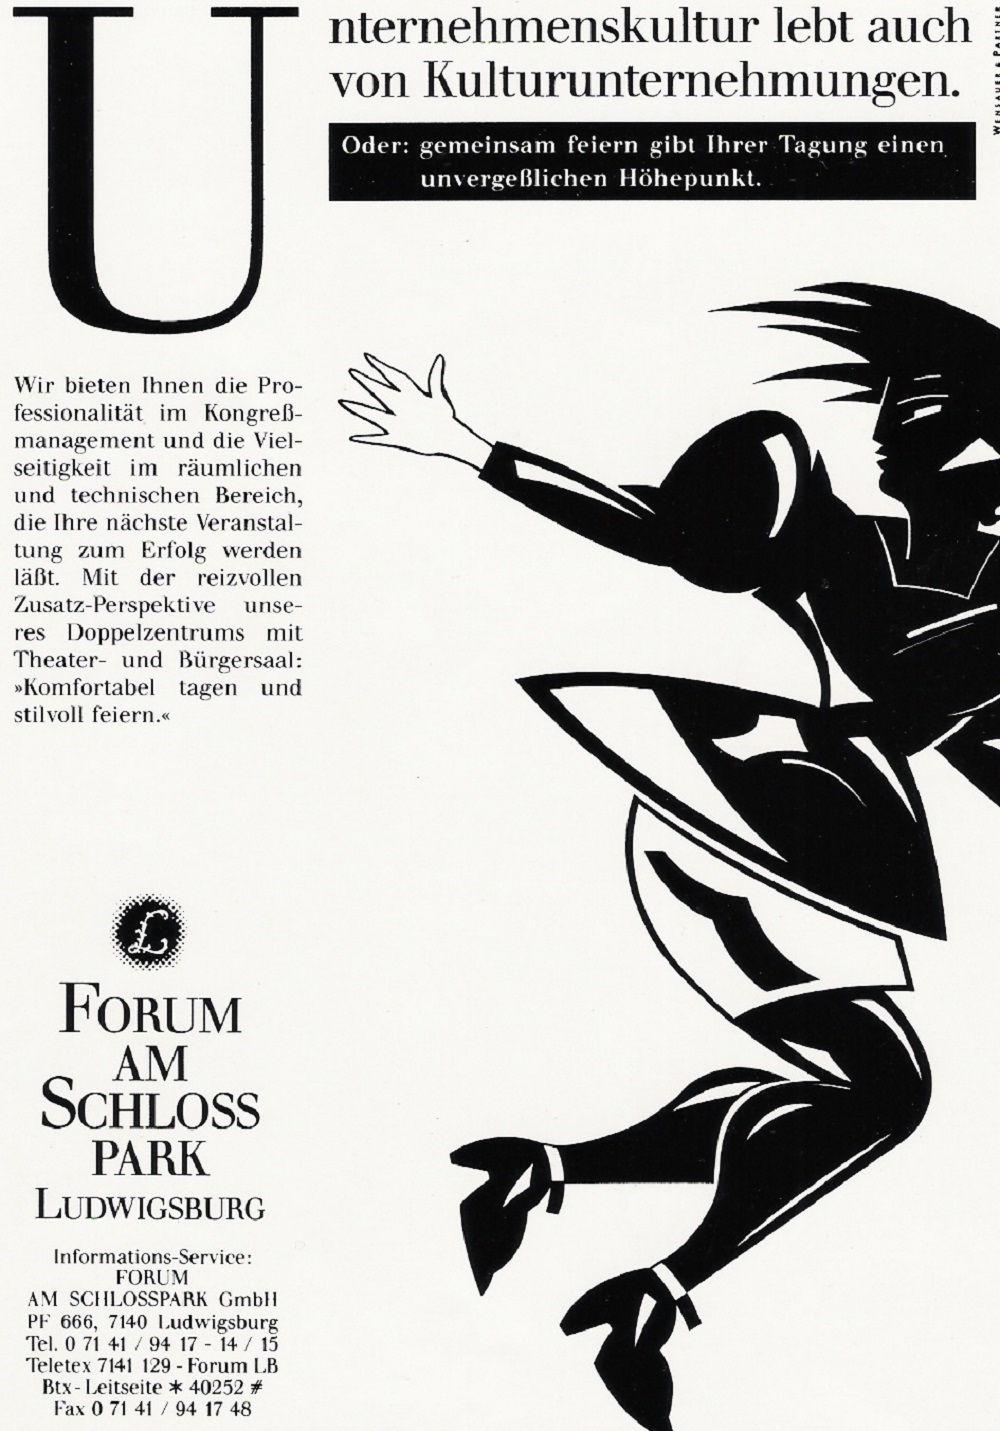 Unternehmenskultur lebt auch
von Kulturunternehmungen.
Oder: gemeinsam feiern gibt Ihrer Tagung einen
unvergeßlichen Höhepunkt.
WENSAUER & PARTNER
Wir bieten Ihnen die Pro-
fessionalität im Kongreß-
management und die Viel-
seitigkeit im räumlichen
und technischen Bereich,
die Ihre nächste Veranstal-
tung zum Erfolg werden
läßt. Mit der reizvollen
Zusatz-Perspektive unse-
res Doppelzentrums mit
Theater- und Bürgersaal:
»Komfortabel tagen und
stilvoll feiern.«
L
FORUM
AM
SCHLOSS
PARK
LUDWIGSBURG
Informations-Service:
FORUM
AM SCHLOSSPARK GmbH
PF 666, 7140 Ludwigsburg
Tel. 0 71 41 / 94 17 - 14 / 15
Teletex 7141 129 - Forum LB
Btx-Leitseite * 40252 #
Fax 0 71 41 / 94 17 48